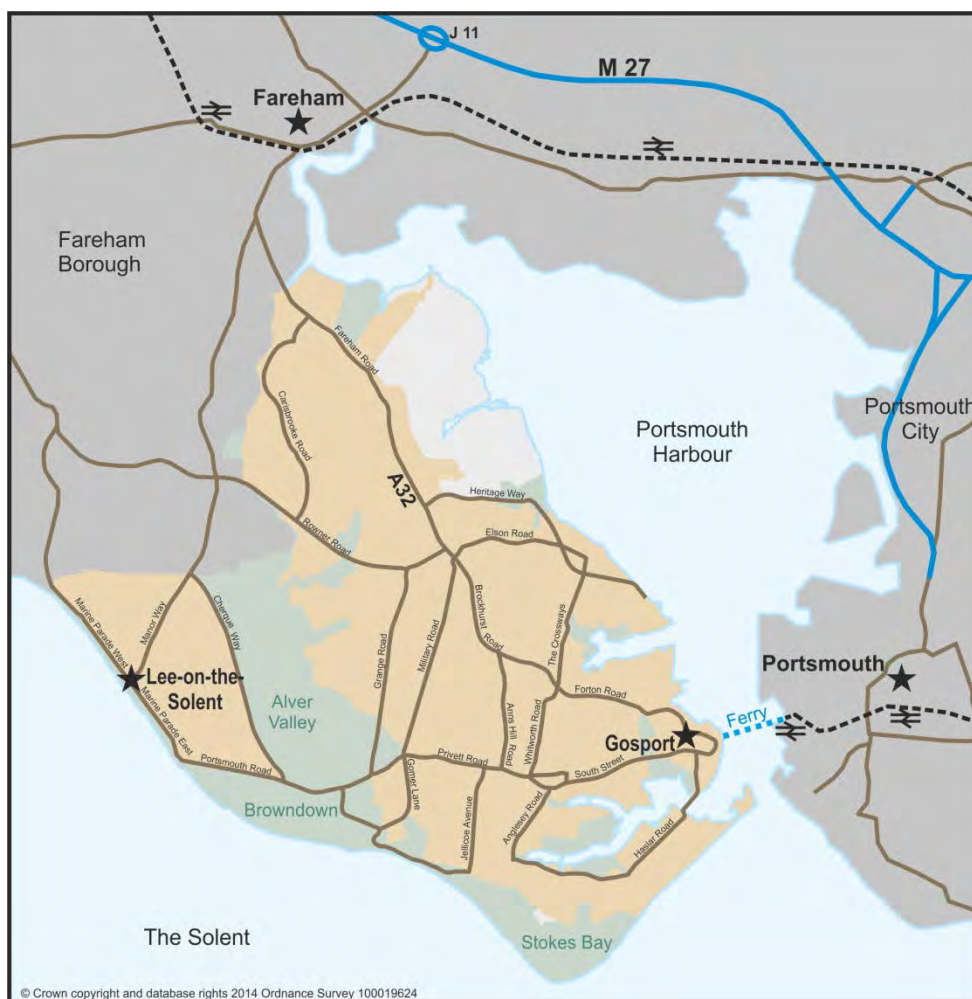 J 11
M 27
Fareham
Fareham
Borough
Fareham Road
Carisbrooke Road
Portsmouth
Harbour
Portsmouth
City
A32
Heritage Way
Rowner Road
Elson Road
Marine Parade West
Manor Way
Cherque Way
Grange Road
Military Road
Brockhurst
Road
The Crossways
Lee-on-the-
Solent
Marine Parade East
Alver
Valley
Forton Road
Portsmouth
Ferry
Anns Hill Road
Whitworth Road
Gosport
Portsmouth Road
Privett Road
South Street
Browndown
Gomer Lane
Jellicoe Avenue
Anglesey Road
Haslar Road
The Solent
Stokes Bay
© Crown copyright and database rights 2014 Ordnance Survey 100019624